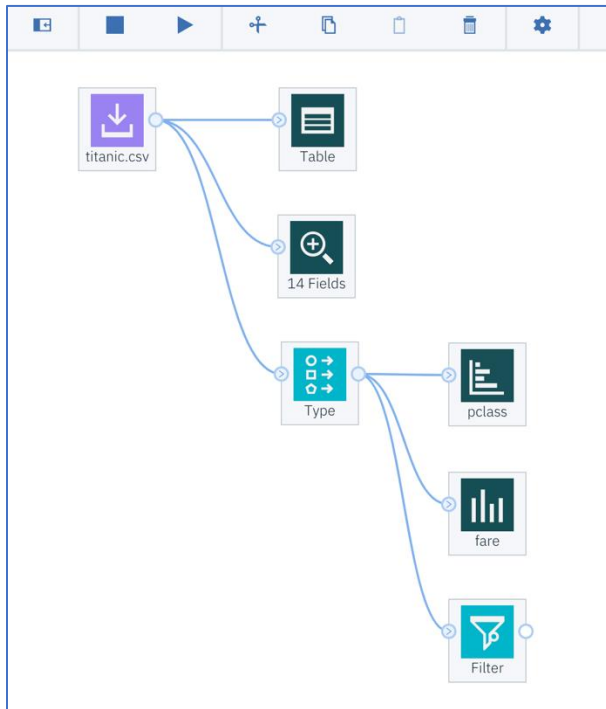 titanic.csv
Table
14 Fields
Type
pclass
fare
Filter